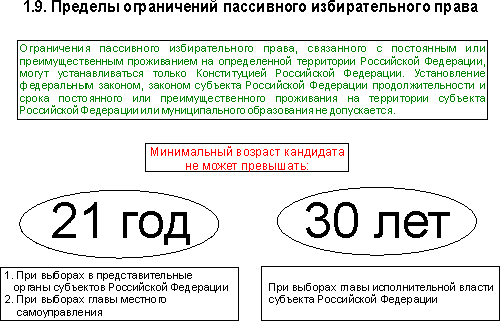 1.9. Пределы ограничений пассивного избирательного права
Ограничения пассивного избирательного права, связанного с постоянным или
преимущественным проживанием на определенной территории Российской Федерации,
могут устанавливаться только Конституцией Российской Федерации. Установление
федеральным законом, законом субъекта Российской Федерации продолжительности и
срока постоянного или преимущественного проживания на территории субъекта
Российской Федерации или муниципального образования не допускается.
Минимальный возраст кандидата
не может превышать:
21 год
30 лет
1. При выборах в представительные
органы субъектов Российской Федерации
2. При выборах главы местного
самоуправления
При выборах главы исполнительной власти
субъекта Российской Федерации